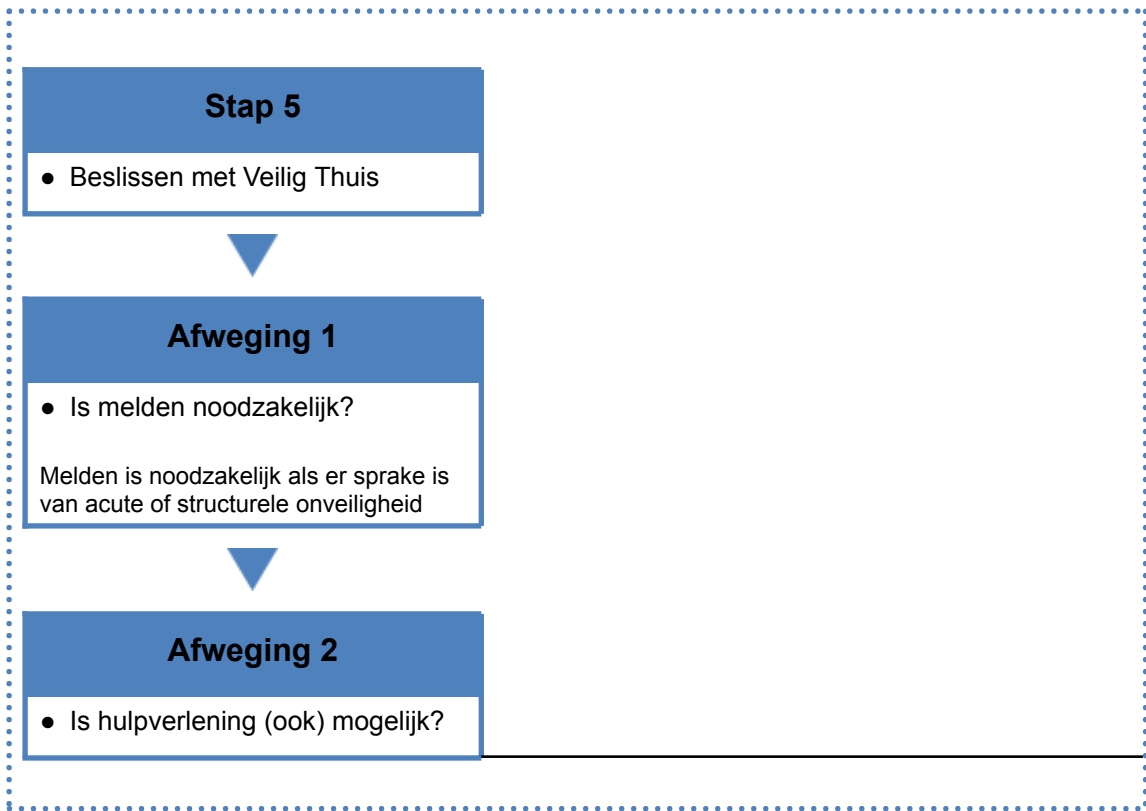 Stap 5
● Beslissen met Veilig Thuis
Afweging 1
● Is melden noodzakelijk?
Melden is noodzakelijk als er sprake is
van acute of structurele onveiligheid
Afweging 2
● Is hulpverlening (ook) mogelijk?